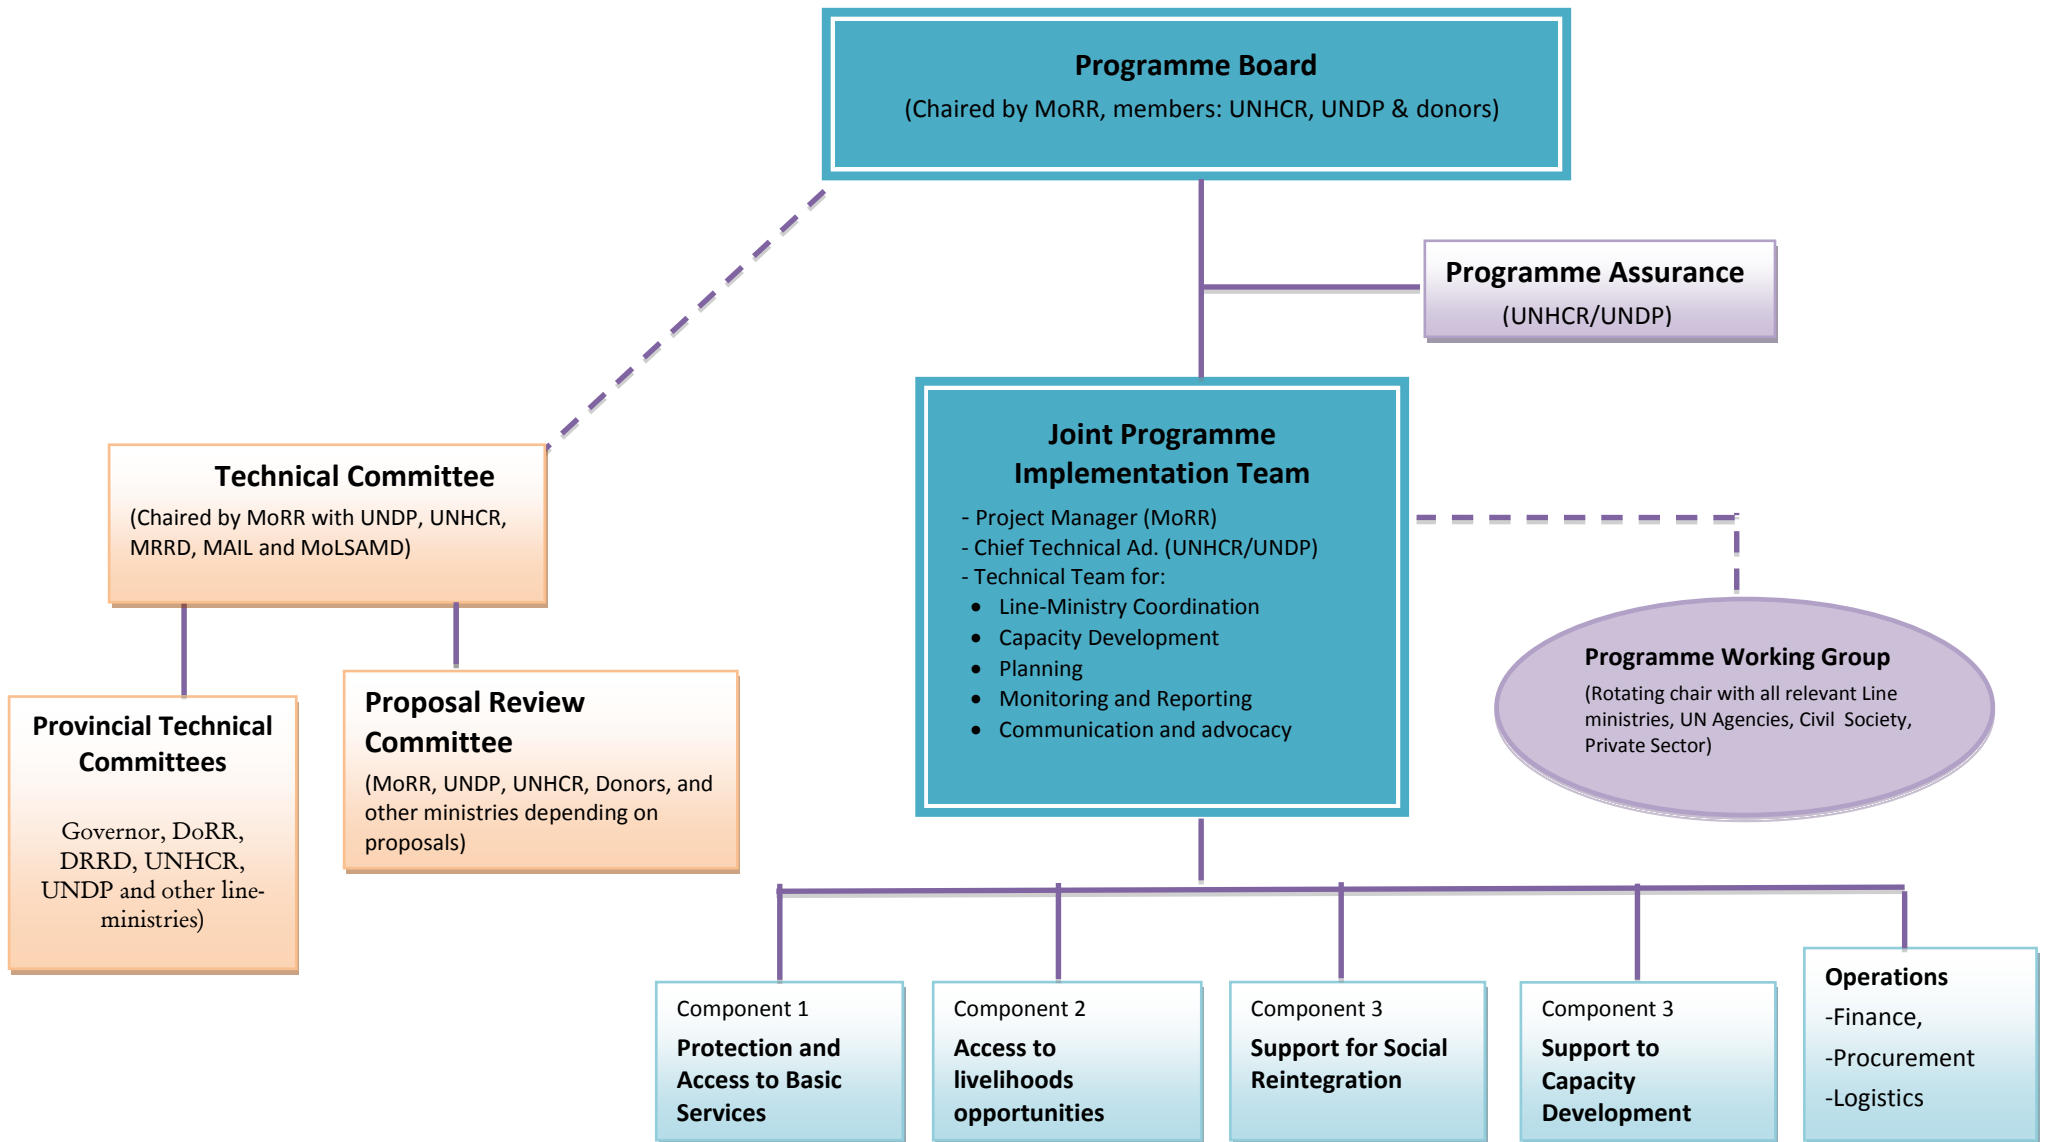 Programme Board
(Chaired by MoRR, members: UNHCR, UNDP & donors)
Programme Assurance
(UNHCR/UNDP)
Technical Committee
(Chaired by MoRR with UNDP, UNHCR,
MRRD, MAIL and MoLSAMD)
Joint Programme
Implementation Team
- Project Manager (MoRR)
- Chief Technical Ad. (UNHCR/UNDP)
- Technical Team for:
• Line-Ministry Coordination
• Capacity Development
• Planning
• Monitoring and Reporting
• Communication and advocacy
Programme Working Group
(Rotating chair with all relevant Line
ministries, UN Agencies, Civil Society,
Private Sector)
Provincial Technical
Committees
Governor, DoRR,
DRRD, UNHCR,
UNDP and other line-
ministries)
Proposal Review
Committee
(MoRR, UNDP, UNHCR, Donors, and
other ministries depending on
proposals)
Component 1
Protection and
Access to Basic
Services
Component 2
Access to
livelihoods
opportunities
Component 3
Support for Social
Reintegration
Component 3
Support to
Capacity
Development
Operations
-Finance,
-Procurement
-Logistics